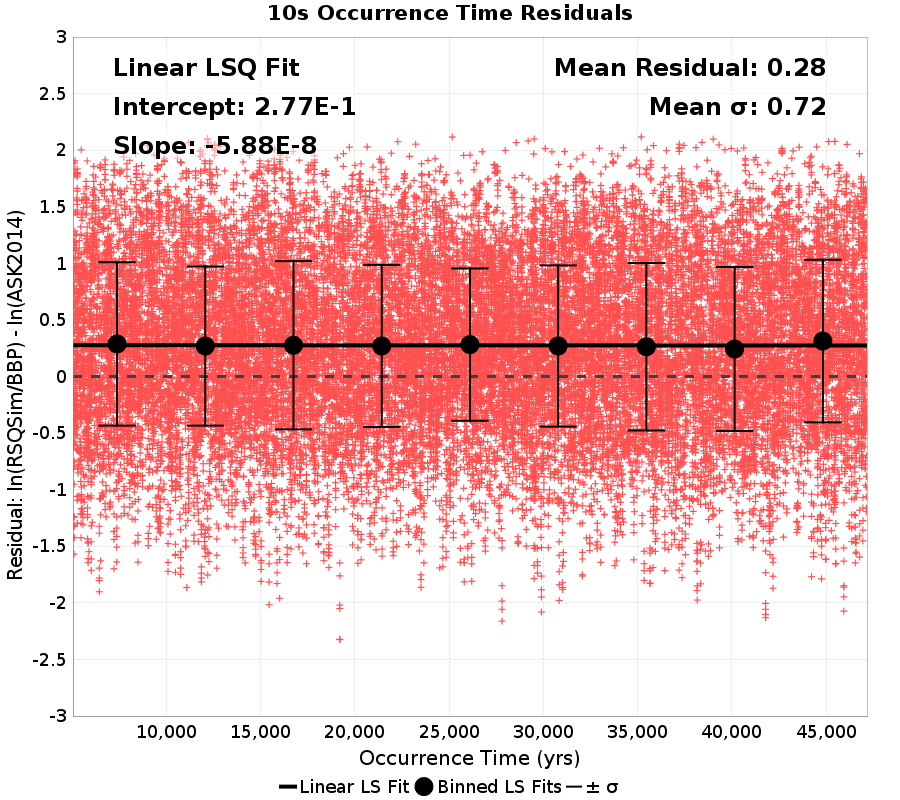 10s Occurrence Time Residuals
Linear LSQ Fit
Intercept: 2.77E-1
Slope: -5.88E-8
Mean Residual: 0.28
Mean σ: 0.72
Residual: ln(RSQSim/BBP) - ln(ASK2014)
3
2.5
2
1.5
1
0.5
0
-0.5
-1
-1.5
-2
-2.5
-3
10,000 15,000 20,000 25,000 30,000 35,000 40,000 45,000
Occurrence Time (yrs)
Linear LS Fit Binned LS Fits ± σ